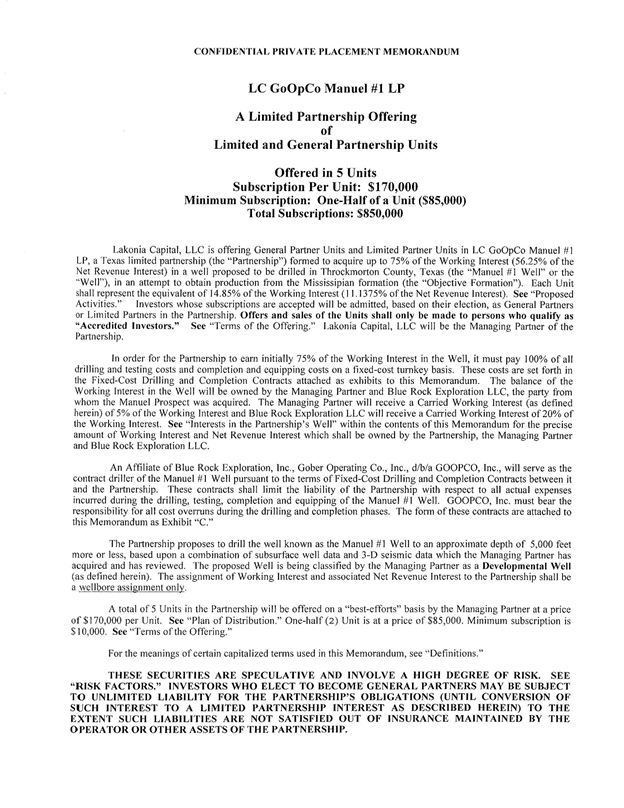 CONFIDENTIAL PRIVATE PLACEMENT MEMORANDUM
LC GoOpCo Manuel #1 LP
A Limited Partnership Offering
of
Limited and General Partnership Units
Offered in 5 Units
Subscription Per Unit: $170,000
Minimum Subscription: One-Half of a Unit ($85,000)
Total Subscriptions: $850,000
Lakonia Capital, LLC is offering General Partner Units and Limited Partner Units in LC GoOpCo Manuel #1
LP, a Texas limited partnership (the “Partnership”) formed to acquire up to 75% of the Working Interest (56.25% of the
Net Revenue Interest) in a well proposed to be drilled in Throckmorton County, Texas (the “Manuel #1 Well” or the
“Well”), in an attempt to obtain production from the Mississippian formation (the “Objective Formation”). Each Unit
shall represent the equivalent of 14.85% of the Working Interest (11.1375% of the Net Revenue Interest). See “Proposed
Activities.” Investors whose subscriptions are accepted will be admitted, based on their election, as General Partners
or Limited Partners in the Partnership. Offers and sales of the Units shall only be made to persons who qualify as
“Accredited Investors.” See “Terms of the Offering.” Lakonia Capital, LLC will be the Managing Partner of the
Partnership.
In order for the Partnership to earn initially 75% of the Working Interest in the Well, it must pay 100% of all
drilling and testing costs and completion and equipping costs on a fixed-cost turnkey basis. These costs are set forth in
the Fixed-Cost Drilling and Completion Contracts attached as exhibits to this Memorandum. The balance of the
Working Interest in the Well will be owned by the Managing Partner and Blue Rock Exploration LLC, the party from
whom the Manuel Prospect was acquired. The Managing Partner will receive a Carried Working Interest (as defined
herein) of 5% of the Working Interest and Blue Rock Exploration LLC will receive a Carried Working Interest of 20% of
the Working Interest. See “Interests in the Partnership’s Well” within the contents of this Memorandum for the precise
amount of Working Interest and Net Revenue Interest which shall be owned by the Partnership, the Managing Partner
and Blue Rock Exploration LLC.
An Affiliate of Blue Rock Exploration, Inc., Gober Operating Co., Inc., d/b/a GOOPCO, Inc., will serve as the
contract driller of the Manuel #1 Well pursuant to the terms of Fixed-Cost Drilling and Completion Contracts between it
and the Partnership. These contracts shall limit the liability of the Partnership with respect to all actual expenses
incurred during the drilling, testing, completion and equipping of the Manuel #1 Well. GOOPCO, Inc. must bear the
responsibility for all cost overruns during the drilling and completion phases. The form of these contracts are attached to
this Memorandum as Exhibit “C.”
The Partnership proposes to drill the well known as the Manuel #1 Well to an approximate depth of 5,000 feet
more or less, based upon a combination of subsurface well data and 3-D seismic data which the Managing Partner has
acquired and has reviewed. The proposed Well is being classified by the Managing Partner as a Developmental Well
(as defined herein). The assignment of Working Interest and associated Net Revenue Interest to the Partnership shall be
a wellbore assignment only.
A total of 5 Units in the Partnership will be offered on a “best-efforts” basis by the Managing Partner at a price
of $170,000 per Unit. See “Plan of Distribution.” One-half (2) Unit is at a price of $85,000. Minimum subscription is
$10,000. See “Terms of the Offering.”
For the meanings of certain capitalized terms used in this Memorandum, see “Definitions.”
THESE SECURITIES ARE SPECULATIVE AND INVOLVE A HIGH DEGREE OF RISK. SEE
“RISK FACTORS.” INVESTORS WHO ELECT TO BECOME GENERAL PARTNERS MAY BE SUBJECT
TO UNLIMITED LIABILITY FOR THE PARTNERSHIP’S OBLIGATIONS (UNTIL CONVERSION OF
SUCH INTEREST TO A LIMITED PARTNERSHIP INTEREST AS DESCRIBED HEREIN) TO THE
EXTENT SUCH LIABILITIES ARE NOT SATISFIED OUT OF INSURANCE MAINTAINED BY THE
OPERATOR OR OTHER ASSETS OF THE PARTNERSHIP.